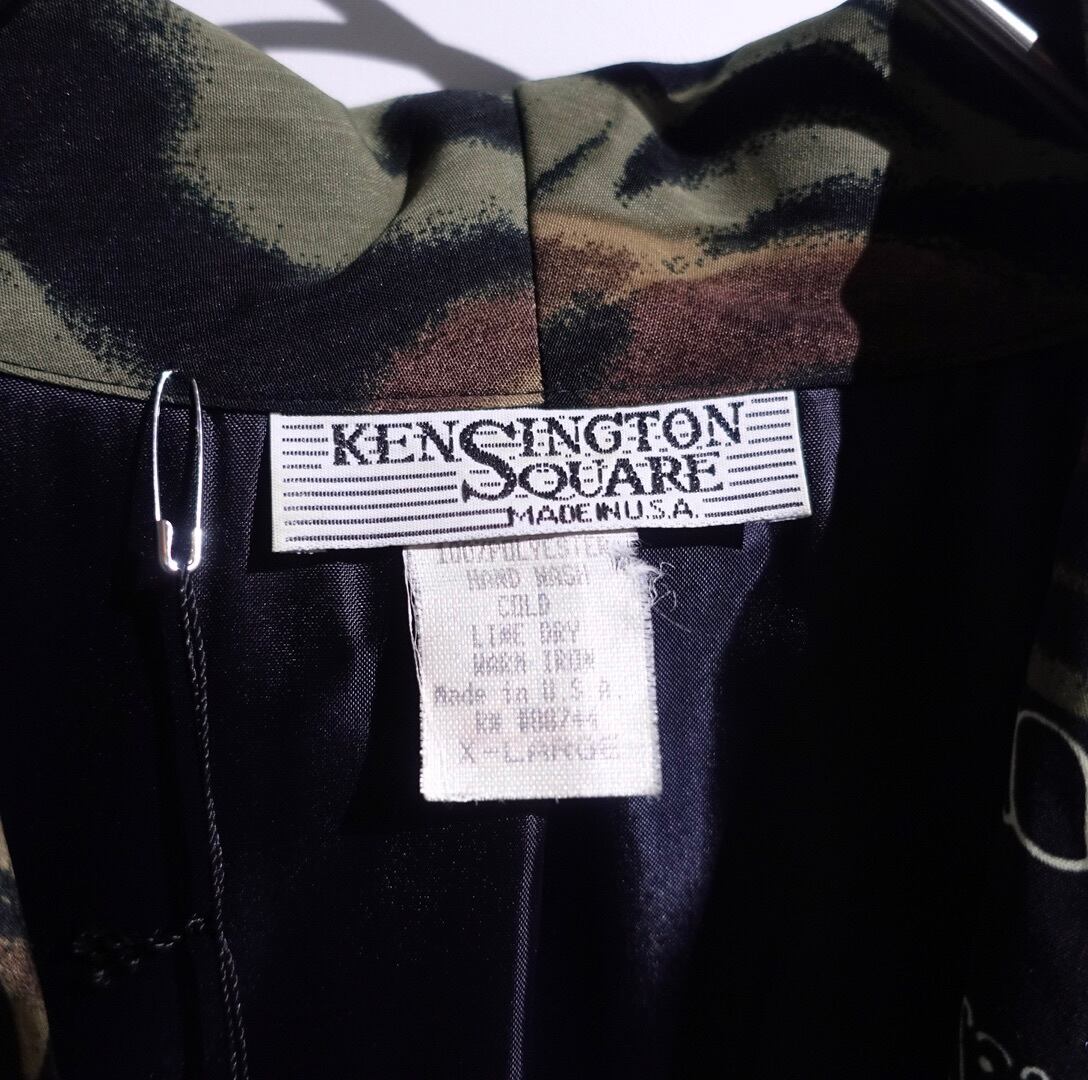 KENSINGTON
SQUARE
MADE IN U.S.A.
100%POLYESTER
HAND WASH
COLD
LINE DRY
WARM IRON
Made in U.S.A.
X-LARGE